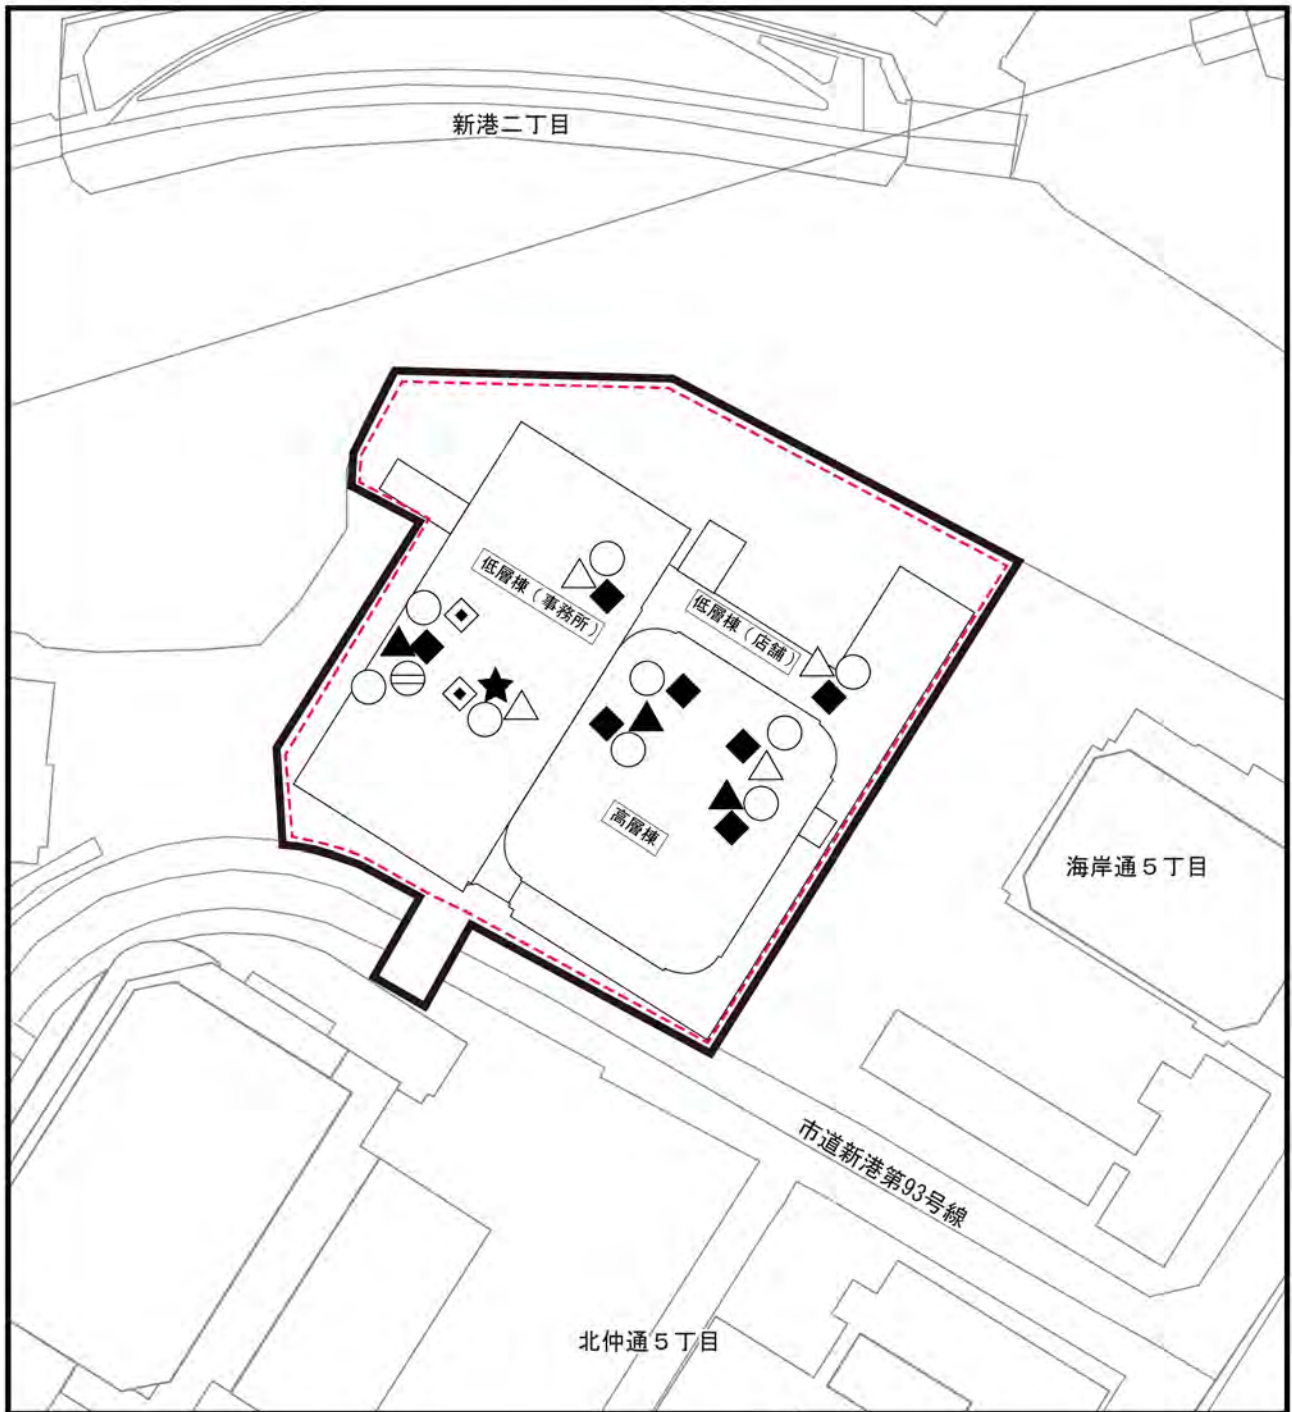 新港二丁目
低層棟（事務所）
低層棟（店舗）
高層棟
海岸通５丁目
市道新港第93号線
北仲通５丁目